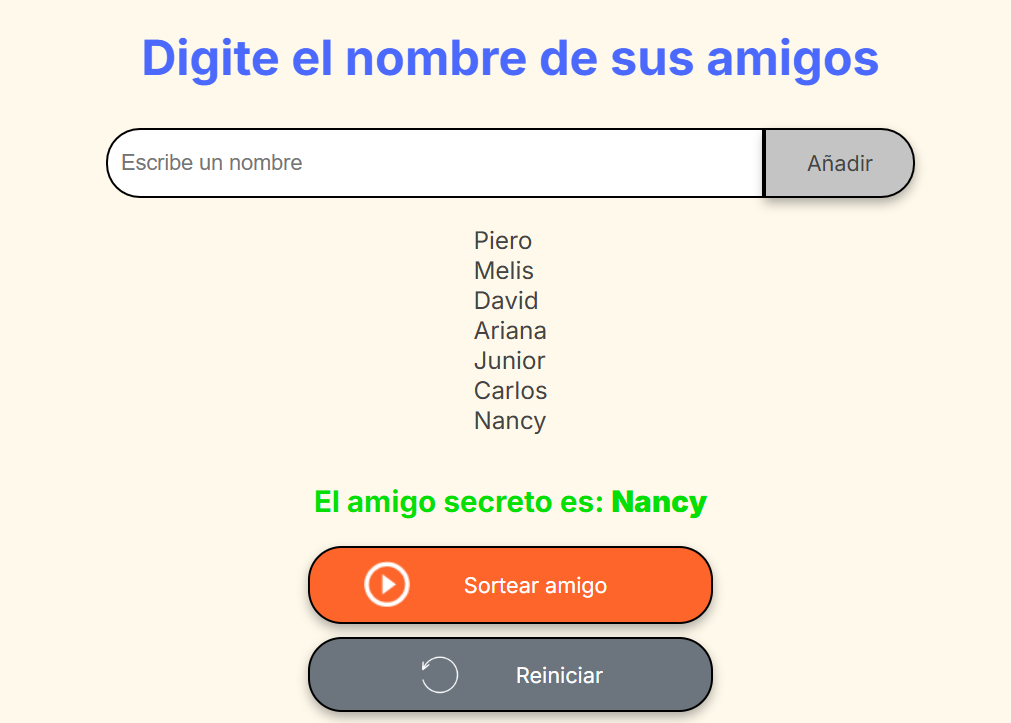 Digite el nombre de sus amigos
Escribe un nombre
Añadir
Piero
Melis
David
Ariana
Junior
Carlos
Nancy
El amigo secreto es: Nancy
Sortear amigo
Reiniciar